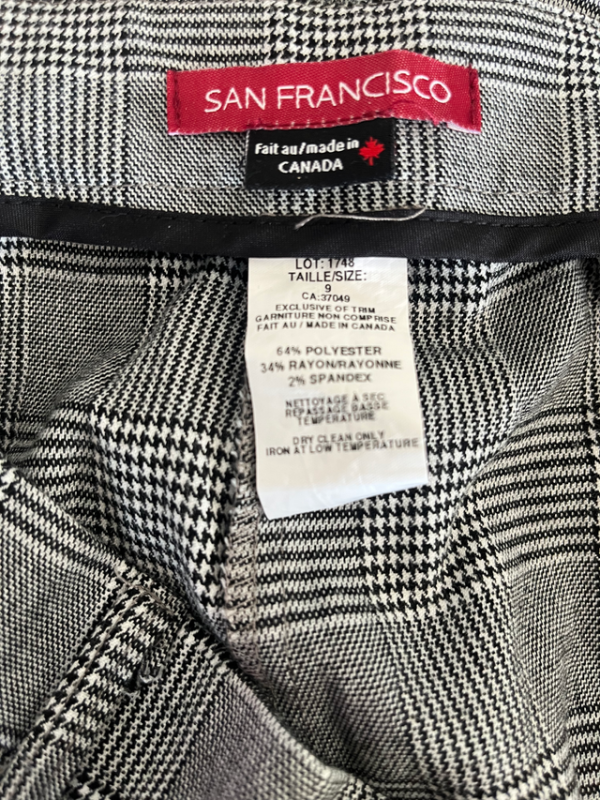 SAN FRANCISCO
Fait au/made in
CANADA
LOT: 1748
TAILLE/SIZE:
9
CA:37049
EXCLUSIVE OF TRIM
GARNITURE NON COMPRISE
FAIT AU / MADE IN CANADA
64% POLYESTER
34% RAYON/RAYONNE
2% SPANDEX
NETTOYAGE À SEC
REPASSAGE BASSE
TEMPERATURE
DRY CLEAN ONLY
IRON AT LOW TEMPERATURE